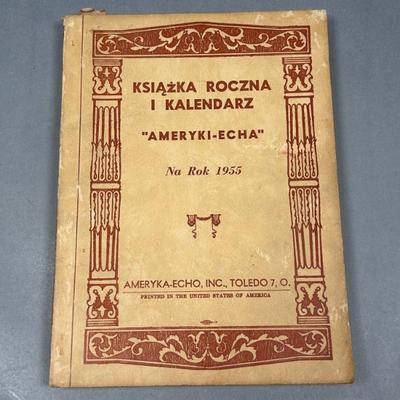 KSIĄŻKA ROCZNA
I KALENDARZ
"AMERYKI-ECHA"
Na Rok 1955
AMERYKA-ECHO, INC., TOLEDO 7, O.
PRINTED IN THE UNITED STATES OF AMERICA